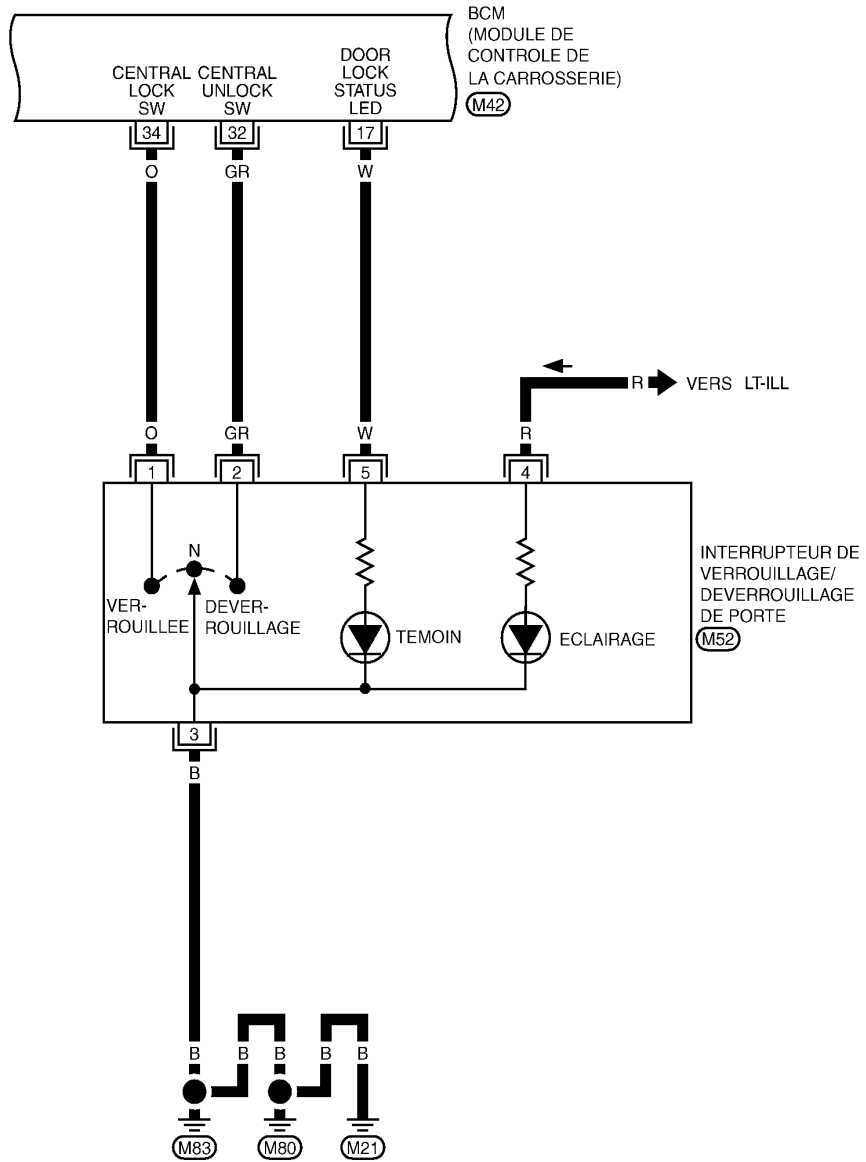 BCM
(MODULE DE
CONTROLE DE
LA CARROSSERIE)
M42
CENTRAL
LOCK
SW
CENTRAL
UNLOCK
SW
DOOR
LOCK
STATUS
LED
34
32
17
O
GR
W
R
VERS LT-ILL
O
GR
W
R
1
2
5
4
N
VER-
ROUILLEE
DEVER-
ROUILLAGE
TEMOIN
ECLAIRAGE
INTERRUPTEUR DE
VERROUILLAGE/
DEVERROUILLAGE
DE PORTE
M52
3
B
B
B
B
B
B
M83
M80
M21